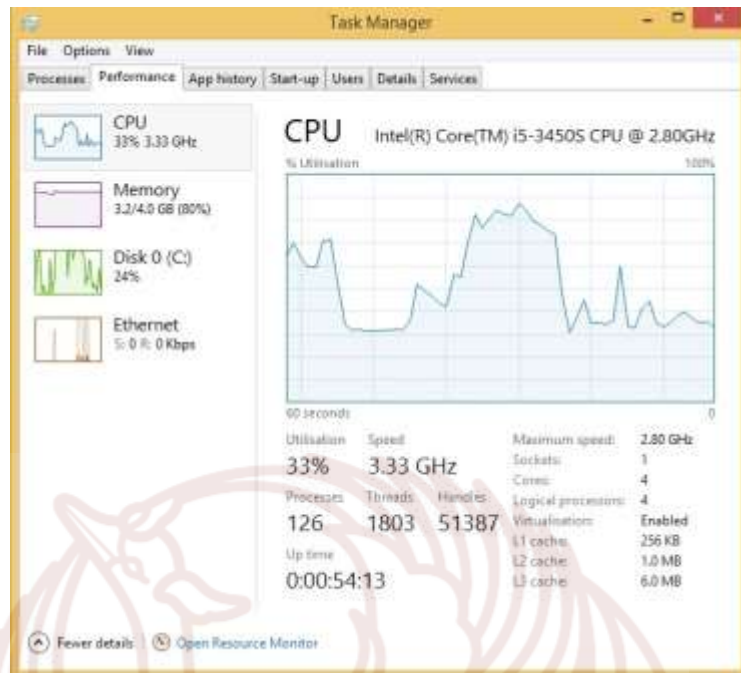 Task Manager
File Options View
Processes Performance App history Start-up Users Details Services
CPU
33% 3.33 GHz
Memory
3.2/4.0 GB (80%)
Disk 0 (C:)
24%
Ethernet
S: 0 R: 0 Kbps
CPU Intel(R) Core(TM) i5-3450S CPU @ 2.80GHz
% Utilisation 100%
60 seconds 0
Utilisation Speed
33% 3.33 GHz
Processes Threads Handles
126 1803 51387
Up time
0:00:54:13
Maximum speed: 2.80 GHz
Sockets: 1
Cores: 4
Logical processors: 4
Virtualisation: Enabled
L1 cache: 256 KB
L2 cache: 1.0 MB
L3 cache: 6.0 MB
Fewer details Open Resource Monitor